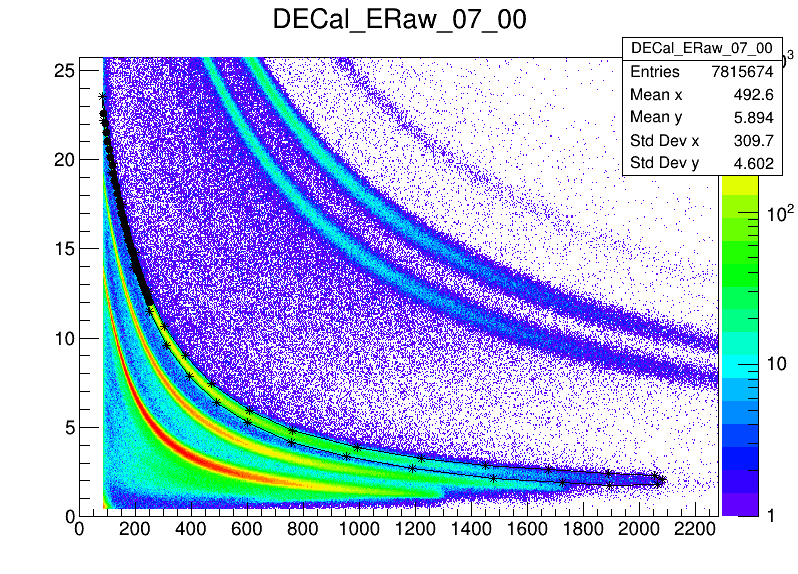 DECal_ERaw_07_00
DECal_ERaw_07_00
Entries 7815674
Mean x 492.6
Mean y 5.894
Std Dev x 309.7
Std Dev y 4.602
25
20
15
10
5
0
0 200 400 600 800 1000 1200 1400 1600 1800 2000 2200
10²
10
1